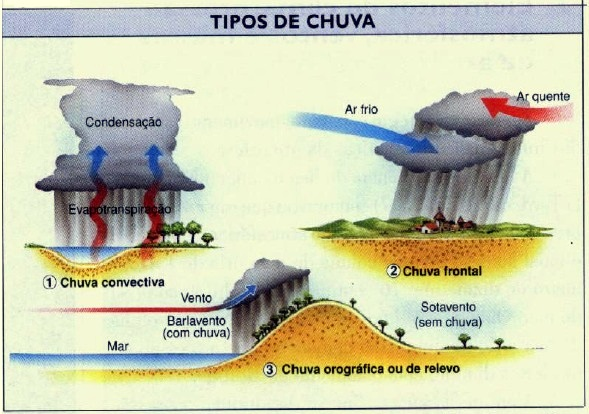 TIPOS DE CHUVA
Condensação
Evapotranspiração
① Chuva convectiva
Ar frio
Ar quente
② Chuva frontal
Vento
Barlavento
(com chuva)
Mar
Sotavento
(sem chuva)
③ Chuva orográfica ou de relevo